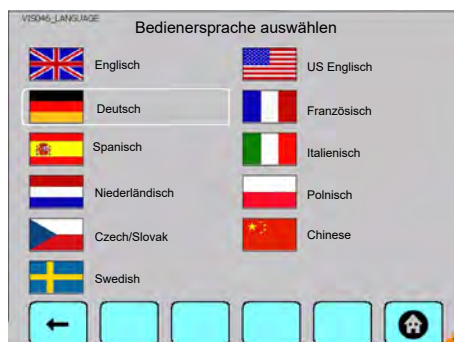 VIS046_LANGUAGE
Bedienersprache auswählen
Englisch
US Englisch
Deutsch
Französisch
Spanisch
Italienisch
Niederländisch
Polnisch
Czech/Slovak
Chinese
Swedish